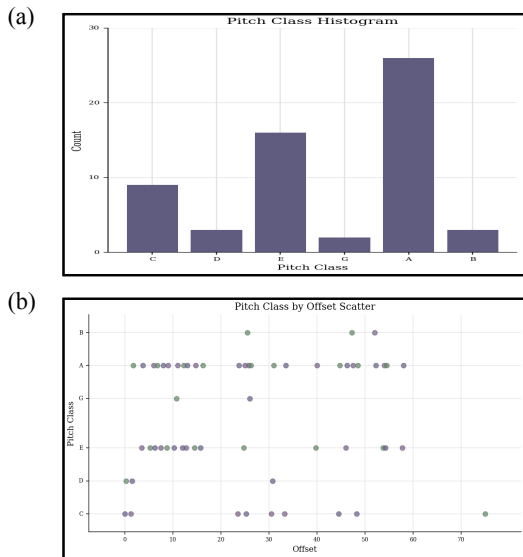 (a)
Pitch Class Histogram
30
20
10
0
Count
C D E G A B
Pitch Class
(b)
Pitch Class by Offset Scatter
B
A
G
E
D
C
Pitch Class
0 10 20 30 40 50 60 70
Offset